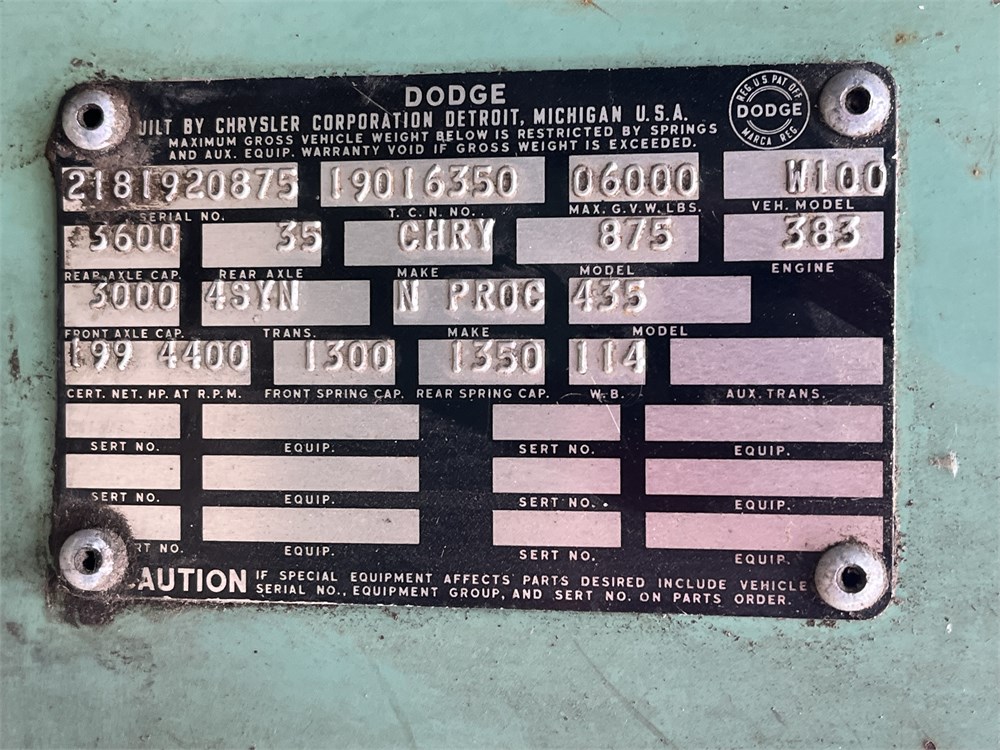 DODGE
UILT BY CHRYSLER CORPORATION DETROIT, MICHIGAN U.S.A.
MAXIMUM GROSS VEHICLE WEIGHT BELOW IS RESTRICTED BY SPRINGS
AND AUX. EQUIP. WARRANTY VOID IF GROSS WEIGHT IS EXCEEDED.
REG U S PAT OFF
DODGE
MARCA REG
2181920875 19016350 06000 W100
SERIAL NO. T.C.N. NO. MAX. G.V.W. LBS. VEH. MODEL
3600 35 CHRY 875 383
REAR AXLE CAP. REAR AXLE MAKE MODEL ENGINE
3000 4SYN N PROC 435
FRONT AXLE CAP. TRANS. MAKE MODEL
199 4400 1300 1350 114
CERT. NET. HP. AT R.P.M. FRONT SPRING CAP. REAR SPRING CAP. W.B. AUX. TRANS.
SERT NO. EQUIP. SERT NO. EQUIP.
SERT NO. EQUIP. SERT NO. EQUIP.
RT NO. EQUIP. SERT NO. EQUIP.
AUTION IF SPECIAL EQUIPMENT AFFECTS PARTS DESIRED INCLUDE VEHICLE
SERIAL NO., EQUIPMENT GROUP, AND SERT NO. ON PARTS ORDER.